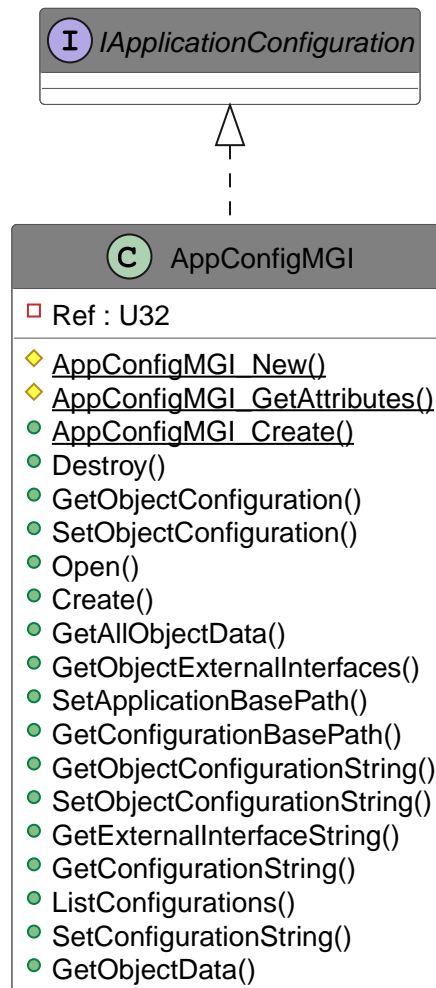 I IApplicationConfiguration
C AppConfigMGI
Ref : U32
AppConfigMGI_New()
AppConfigMGI_GetAttributes()
AppConfigMGI_Create()
Destroy()
GetObjectConfiguration()
SetObjectConfiguration()
Open()
Create()
GetAllObjectData()
GetObjectExternalInterfaces()
SetApplicationBasePath()
GetConfigurationBasePath()
GetObjectConfigurationString()
SetObjectConfigurationString()
GetExternalInterfaceString()
GetConfigurationString()
ListConfigurations()
SetConfigurationString()
GetObjectData()